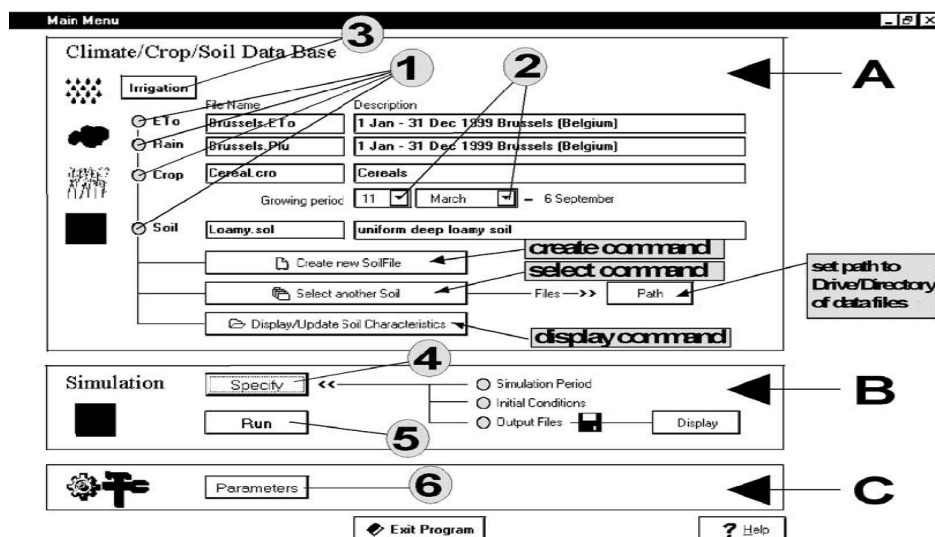 Main Menu
Climate/Crop/Soil Data Base
3
1
2
A
Irrigation
File Name Description
ETo Brussels.ETo 1 Jan - 31 Dec 1999 Brussels (Belgium)
Rain Brussels.Plu 1 Jan - 31 Dec 1999 Brussels (Belgium)
Crop Cereal.cro Cereals
Growing period 11 March - 6 September
Soil Loamy.sol uniform deep loamy soil
create command
Create new SoilFile
select command
Select another Soil Files —>> Path
set path to
Drive/Directory
of data files
Display/Update Soil Characteristics
display command
4
Simulation Specify << Simulation Period
B
Initial Conditions
Run Output Files Display
5
Parameters 6 C
Exit Program ? Help